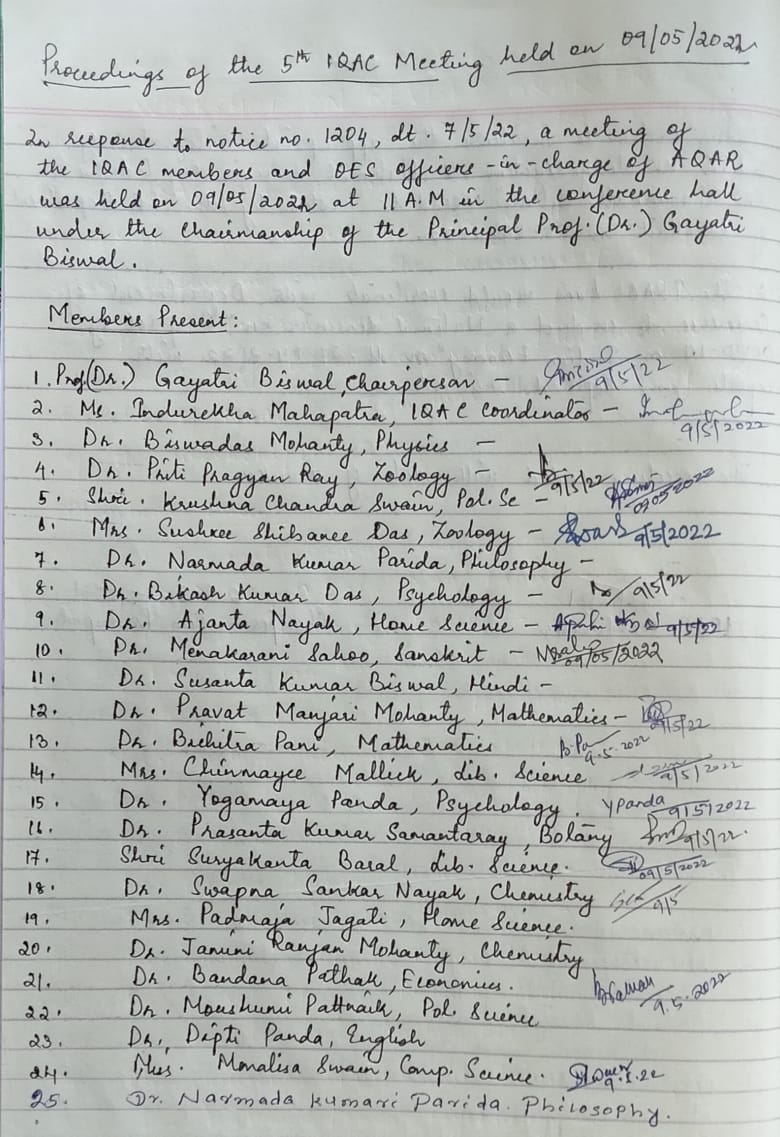 Proceedings of the 5th IQAC Meeting held on 09/05/2022
In response to notice no. 1204, dt. 7/5/22, a meeting of
the IQAC members and OES officers-in-charge of AQAR
was held on 09/05/2022 at 11 A.M in the conference hall
under the Chairmanship of the Principal Prof. (Dr.) Gayatri
Biswal.
Members Present:
1. Prof(Dr.) Gayatri Biswal, Chairperson - 9/5/22
2. Ms. Indurekha Mahapatra, IQAC Coordinator - 9/5/2022
3. Dr. Biswadas Mohanty, Physics -
4. Dr. Priti Pragyan Ray, Zoology - 9/5/22
5. Shri. Krushna Chandra Swain, Pol. Sc - 09052022
6. Mrs. Sushree Shibanee Das, Zoology - 9/5/2022
7. Dr. Narmada Kumar Parida, Philosophy -
8. Dr. Bikash Kumar Das, Psychology - 9/5/22
9. Dr. Ajanta Nayak, Home Science - 9/5/22
10. Dr. Menakarani Sahoo, Sanskrit - 09/05/2022
11. Dr. Susanta Kumar Biswal, Hindi -
12. Dr. Pravat Manjari Mohanty, Mathematics - 9/5/22
13. Dr. Bichitra Pani, Mathematics 9.5.2022
14. Mrs. Chinmayee Mallick, Lib. Science 9/5/2022
15. Dr. Yogamaya Panda, Psychology. YPanda 9/5/2022
16. Dr. Prasanta Kumar Samantaray, Botany 9/5/22.
17. Shri Suryakanta Baral, Lib. Science. 09/5/2022
18. Dr. Swapna Sankar Nayak, Chemistry 9/5
19. Mrs. Padmaja Jagati, Home Science.
20. Dr. Jamini Ranjan Mohanty, Chemistry
21. Dr. Bandana Pathak, Economics. 9.5.2022
22. Dr. Moushumi Pattnaik, Pol. Science
23. Dr. Dipti Panda, English
24. Mrs. Monalisa Swain, Comp. Science. 9.5.22
25. Dr. Narmada Kumari Parida. Philosophy.